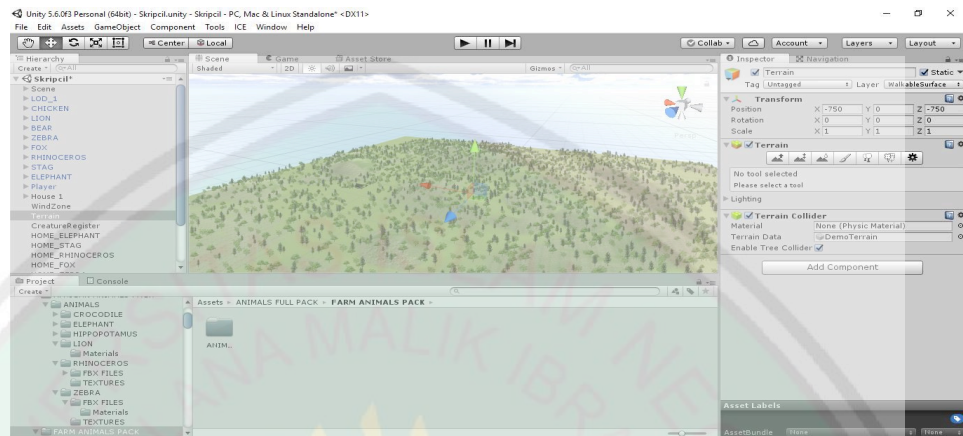 Unity 5.6.0f3 Personal (64bit) - Skripcil.unity - Skripcil - PC, Mac & Linux Standalone* <DX11>
File Edit Assets GameObject Component Tools ICE Window Help
Center Local Collab Account Layers Layout
Hierarchy
Create All
Skripcil*
Scene
LOD_1
CHICKEN
LION
BEAR
ZEBRA
FOX
RHINOCEROS
STAG
ELEPHANT
Player
House 1
WindZone
Terrain
CreatureRegister
HOME_ELEPHANT
HOME_STAG
HOME_RHINOCEROS
HOME_FOX
Scene Game Asset Store
Shaded 2D Gizmos All
Inspector Navigation
Terrain Static
Tag Untagged Layer WalkableSurface
Transform
Position X -750 Y 0 Z -750
Rotation X 0 Y 0 Z 0
Scale X 1 Y 1 Z 1
Terrain
No tool selected
Please select a tool
Lighting
Terrain Collider
Material None (Physic Material)
Terrain Data DemoTerrain
Enable Tree Collider
Add Component
Asset Labels
AssetBundle None None
Project Console
Create
ANIMALS
CROCODILE
ELEPHANT
HIPPOPOTAMUS
LION
Materials
RHINOCEROS
FBX FILES
TEXTURES
ZEBRA
FBX FILES
Materials
TEXTURES
FARM ANIMALS PACK
Assets ANIMALS FULL PACK FARM ANIMALS PACK
ANIM...